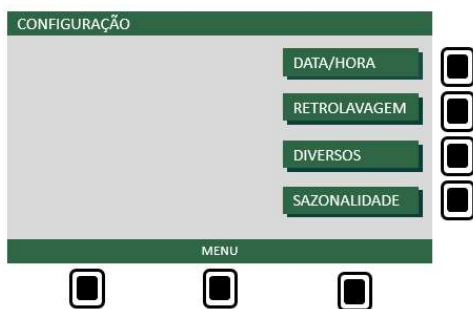 CONFIGURAÇÃO
DATA/HORA
RETROLAVAGEM
DIVERSOS
SAZONALIDADE
MENU